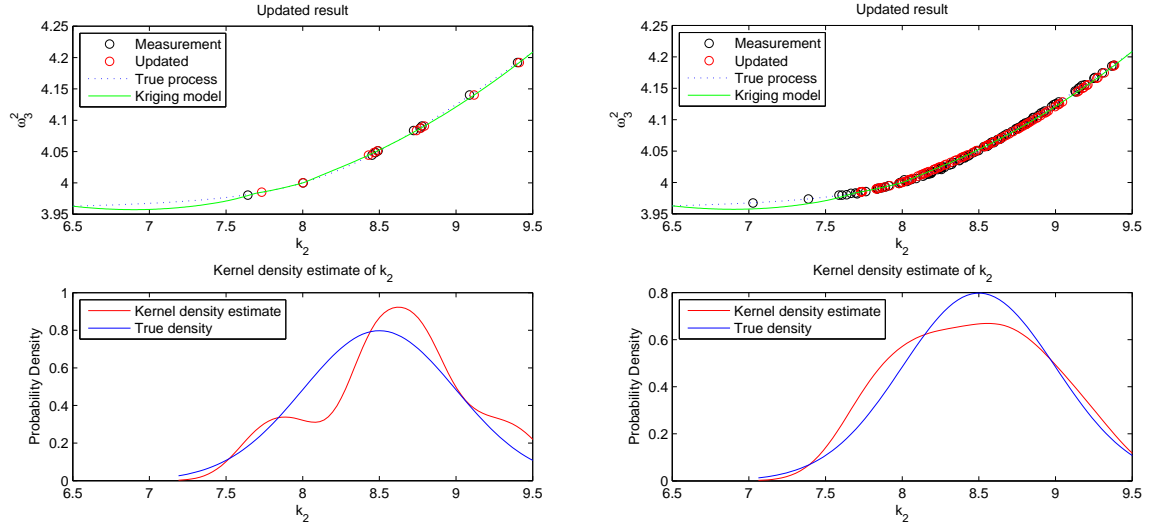 Updated result
4.25
4.2
4.15
4.1
4.05
4
3.95
ω₃²
Measurement
Updated
True process
Kriging model
6.5 7 7.5 8 8.5 9 9.5
k₂
Kernel density estimate of k₂
1
0.8
0.6
0.4
0.2
0
Probability Density
Kernel density estimate
True density
6.5 7 7.5 8 8.5 9 9.5
k₂
Updated result
4.25
4.2
4.15
4.1
4.05
4
3.95
ω₃²
Measurement
Updated
True process
Kriging model
6.5 7 7.5 8 8.5 9 9.5
k₂
Kernel density estimate of k₂
0.8
0.6
0.4
0.2
0
Probability Density
Kernel density estimate
True density
6.5 7 7.5 8 8.5 9 9.5
k₂